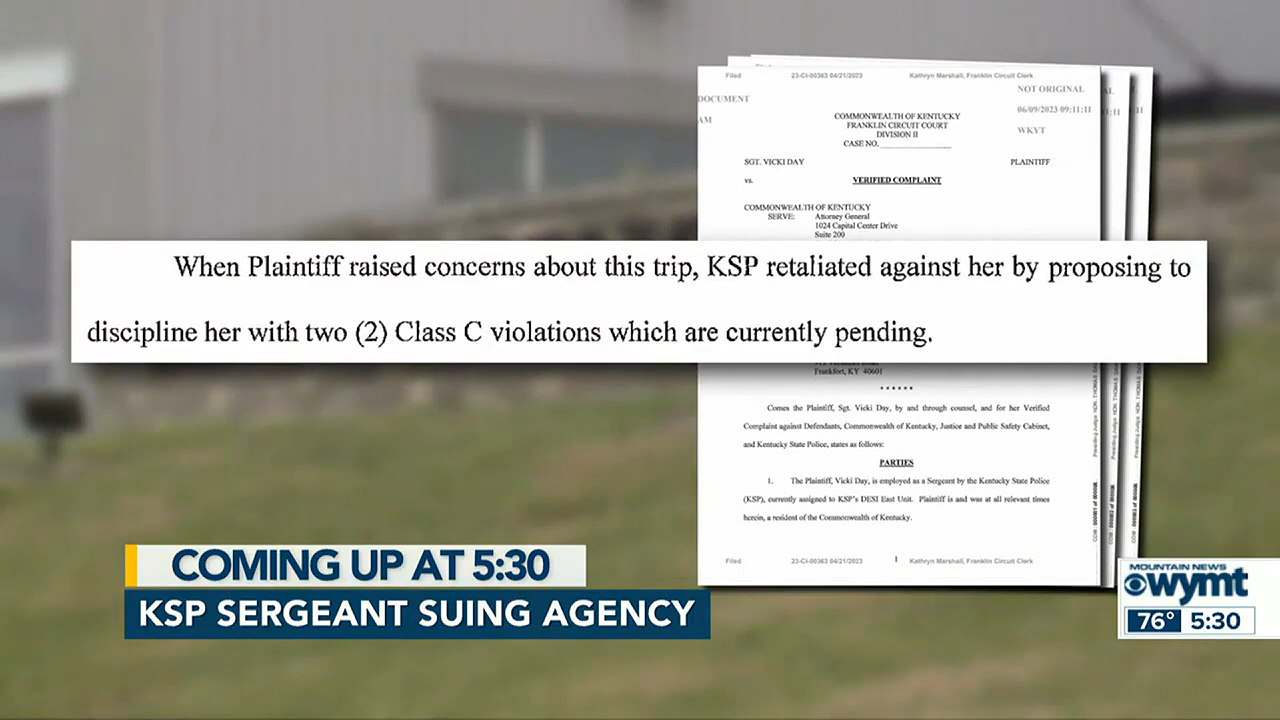 Filed 23-CI-00363 04/21/2023 Kathryn Marshall, Franklin Circuit Clerk
NOT ORIGINAL
DOCUMENT
06/09/2023 09:11:11
AM
WKYT
COMMONWEALTH OF KENTUCKY
FRANKLIN CIRCUIT COURT
DIVISION II
CASE NO.
SGT. VICKI DAY PLAINTIFF
vs. VERIFIED COMPLAINT
COMMONWEALTH OF KENTUCKY
SERVE: Attorney General
1024 Capital Center Drive
Suite 200
When Plaintiff raised concerns about this trip, KSP retaliated against her by proposing to
discipline her with two (2) Class C violations which are currently pending.
Frankfort, KY 40601
******
Comes the Plaintiff, Sgt. Vicki Day, by and through counsel, and for her Verified
Complaint against Defendants, Commonwealth of Kentucky, Justice and Public Safety Cabinet,
and Kentucky State Police, states as follows:
PARTIES
1. The Plaintiff, Vicki Day, is employed as a Sergeant by the Kentucky State Police
(KSP), currently assigned to KSP's DESI East Unit. Plaintiff is and was at all relevant times
herein, a resident of the Commonwealth of Kentucky.
Filed 23-CI-00363 04/21/2023 1 Kathryn Marshall, Franklin Circuit Clerk
COMING UP AT 5:30
KSP SERGEANT SUING AGENCY
MOUNTAIN NEWS
wymt
76° 5:30